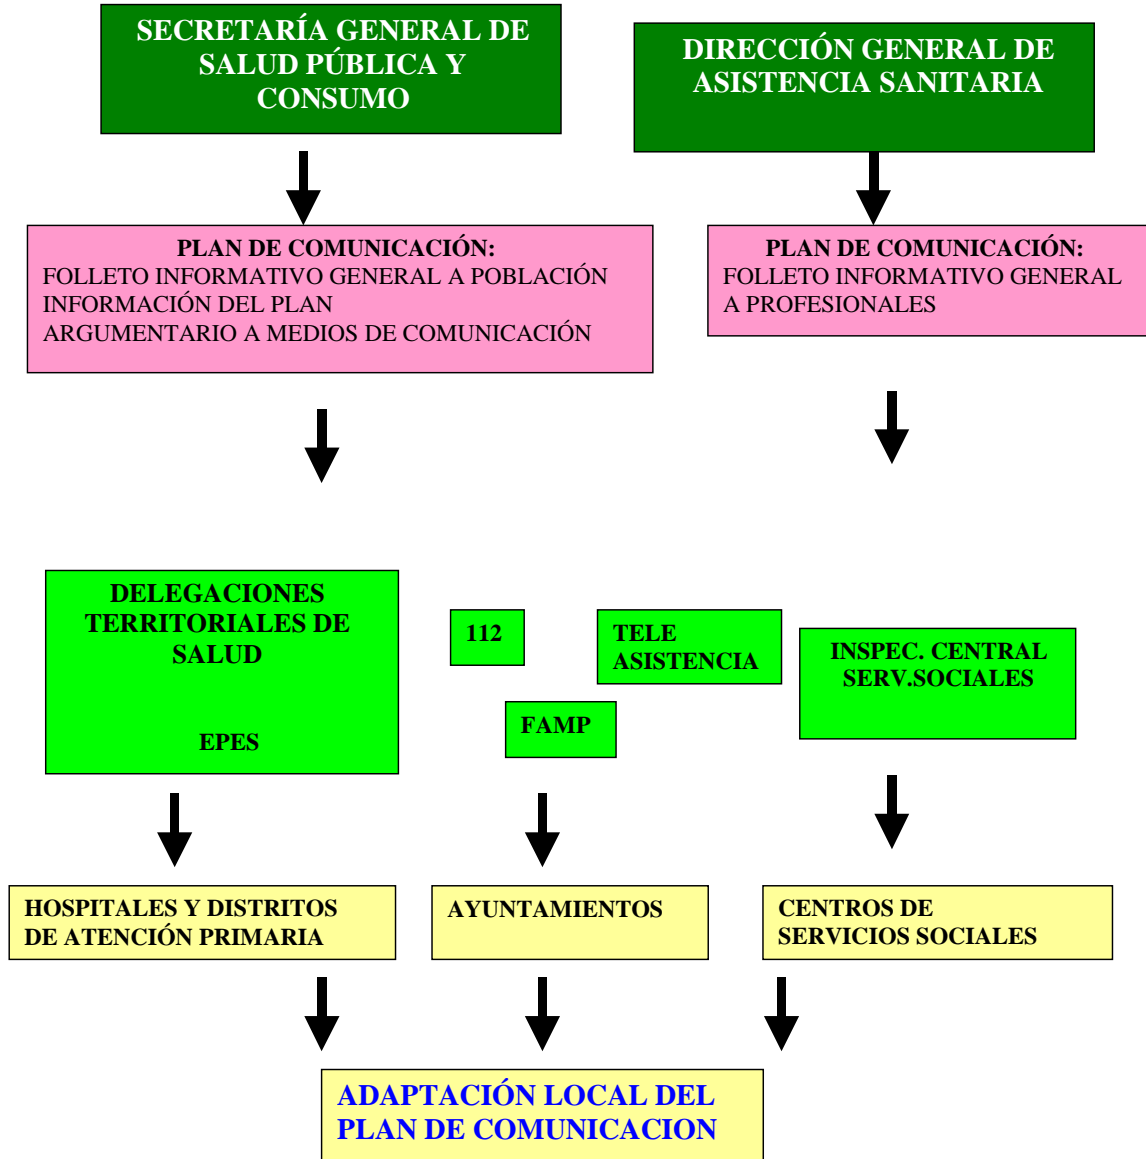 SECRETARÍA GENERAL DE
SALUD PÚBLICA Y
CONSUMO
DIRECCIÓN GENERAL DE
ASISTENCIA SANITARIA
PLAN DE COMUNICACIÓN:
FOLLETO INFORMATIVO GENERAL A POBLACIÓN
INFORMACIÓN DEL PLAN
ARGUMENTARIO A MEDIOS DE COMUNICACIÓN
PLAN DE COMUNICACIÓN:
FOLLETO INFORMATIVO GENERAL
A PROFESIONALES
DELEGACIONES
TERRITORIALES DE
SALUD
EPES
112
TELE
ASISTENCIA
FAMP
INSPEC. CENTRAL
SERV.SOCIALES
HOSPITALES Y DISTRITOS
DE ATENCIÓN PRIMARIA
AYUNTAMIENTOS
CENTROS DE
SERVICIOS SOCIALES
ADAPTACIÓN LOCAL DEL
PLAN DE COMUNICACION